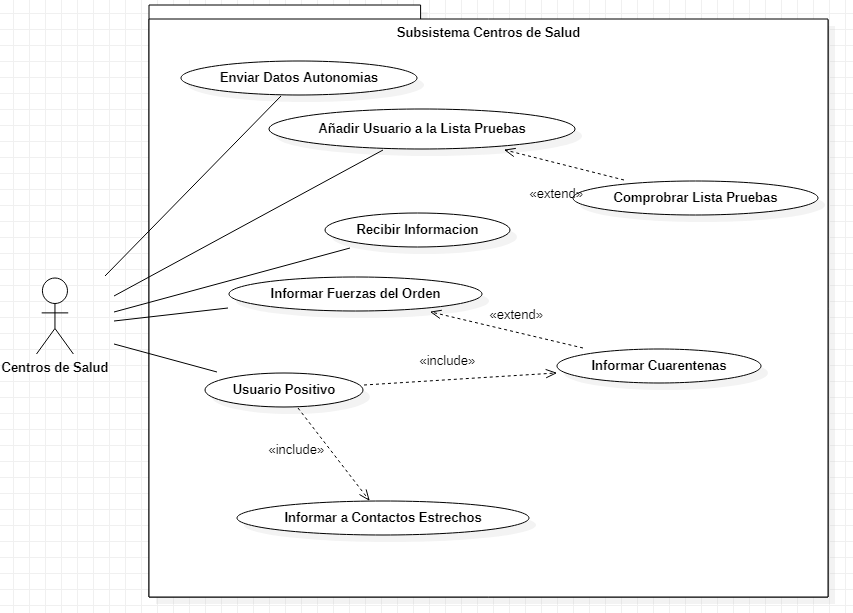 Subsistema Centros de Salud
Enviar Datos Autonomias
Añadir Usuario a la Lista Pruebas
«extend»
Comprobrar Lista Pruebas
Recibir Informacion
Informar Fuerzas del Orden
«extend»
Centros de Salud
«include»
Informar Cuarentenas
Usuario Positivo
«include»
Informar a Contactos Estrechos